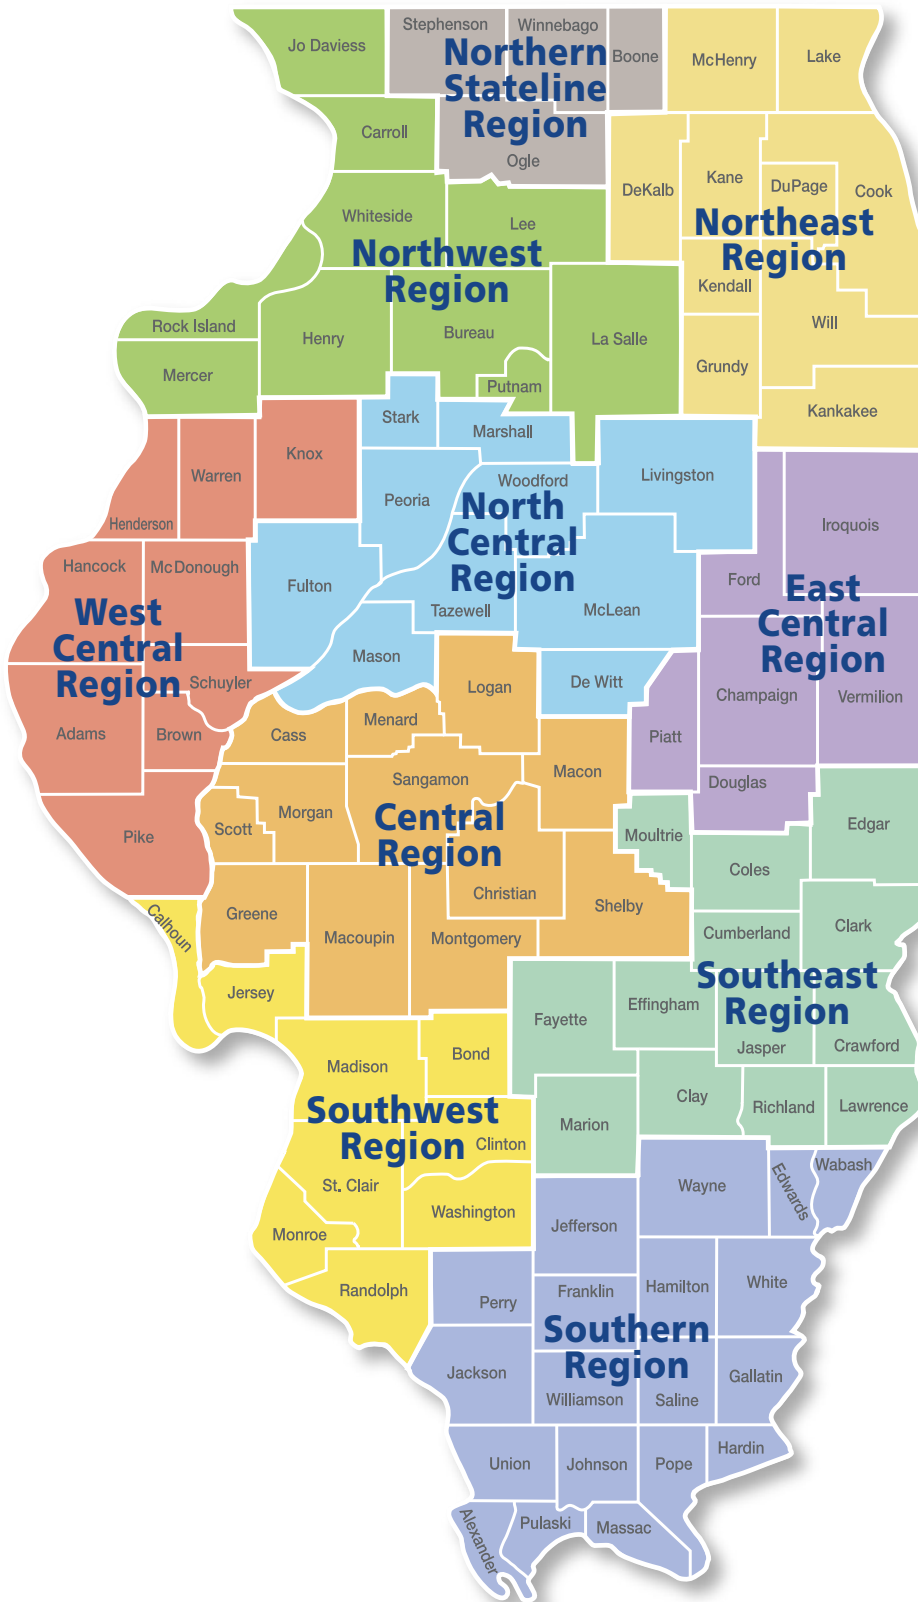 Jo Daviess
Stephenson
Winnebago
Boone
McHenry
Lake
Northern
Stateline
Region
Carroll
Ogle
DeKalb
Kane
DuPage
Cook
Whiteside
Lee
Northwest
Region
Northeast
Region
Kendall
Rock Island
Henry
Bureau
La Salle
Will
Mercer
Putnam
Grundy
Kankakee
Stark
Marshall
Knox
Warren
Henderson
Peoria
Woodford
Livingston
North
Central
Region
Iroquois
Hancock
McDonough
Fulton
Tazewell
McLean
Ford
East
Central
Region
West
Central
Region
Mason
Schuyler
Logan
De Witt
Champaign
Vermilion
Adams
Brown
Cass
Menard
Piatt
Sangamon
Macon
Douglas
Pike
Scott
Morgan
Central
Region
Moultrie
Edgar
Coles
Christian
Shelby
Calhoun
Greene
Macoupin
Montgomery
Cumberland
Clark
Southeast
Region
Jersey
Fayette
Effingham
Jasper
Crawford
Madison
Bond
Clay
Richland
Lawrence
Southwest
Region
Marion
Clinton
St. Clair
Wayne
Edwards
Wabash
Washington
Jefferson
Monroe
Randolph
Perry
Franklin
Hamilton
White
Southern
Region
Jackson
Williamson
Saline
Gallatin
Union
Johnson
Pope
Hardin
Alexander
Pulaski
Massac